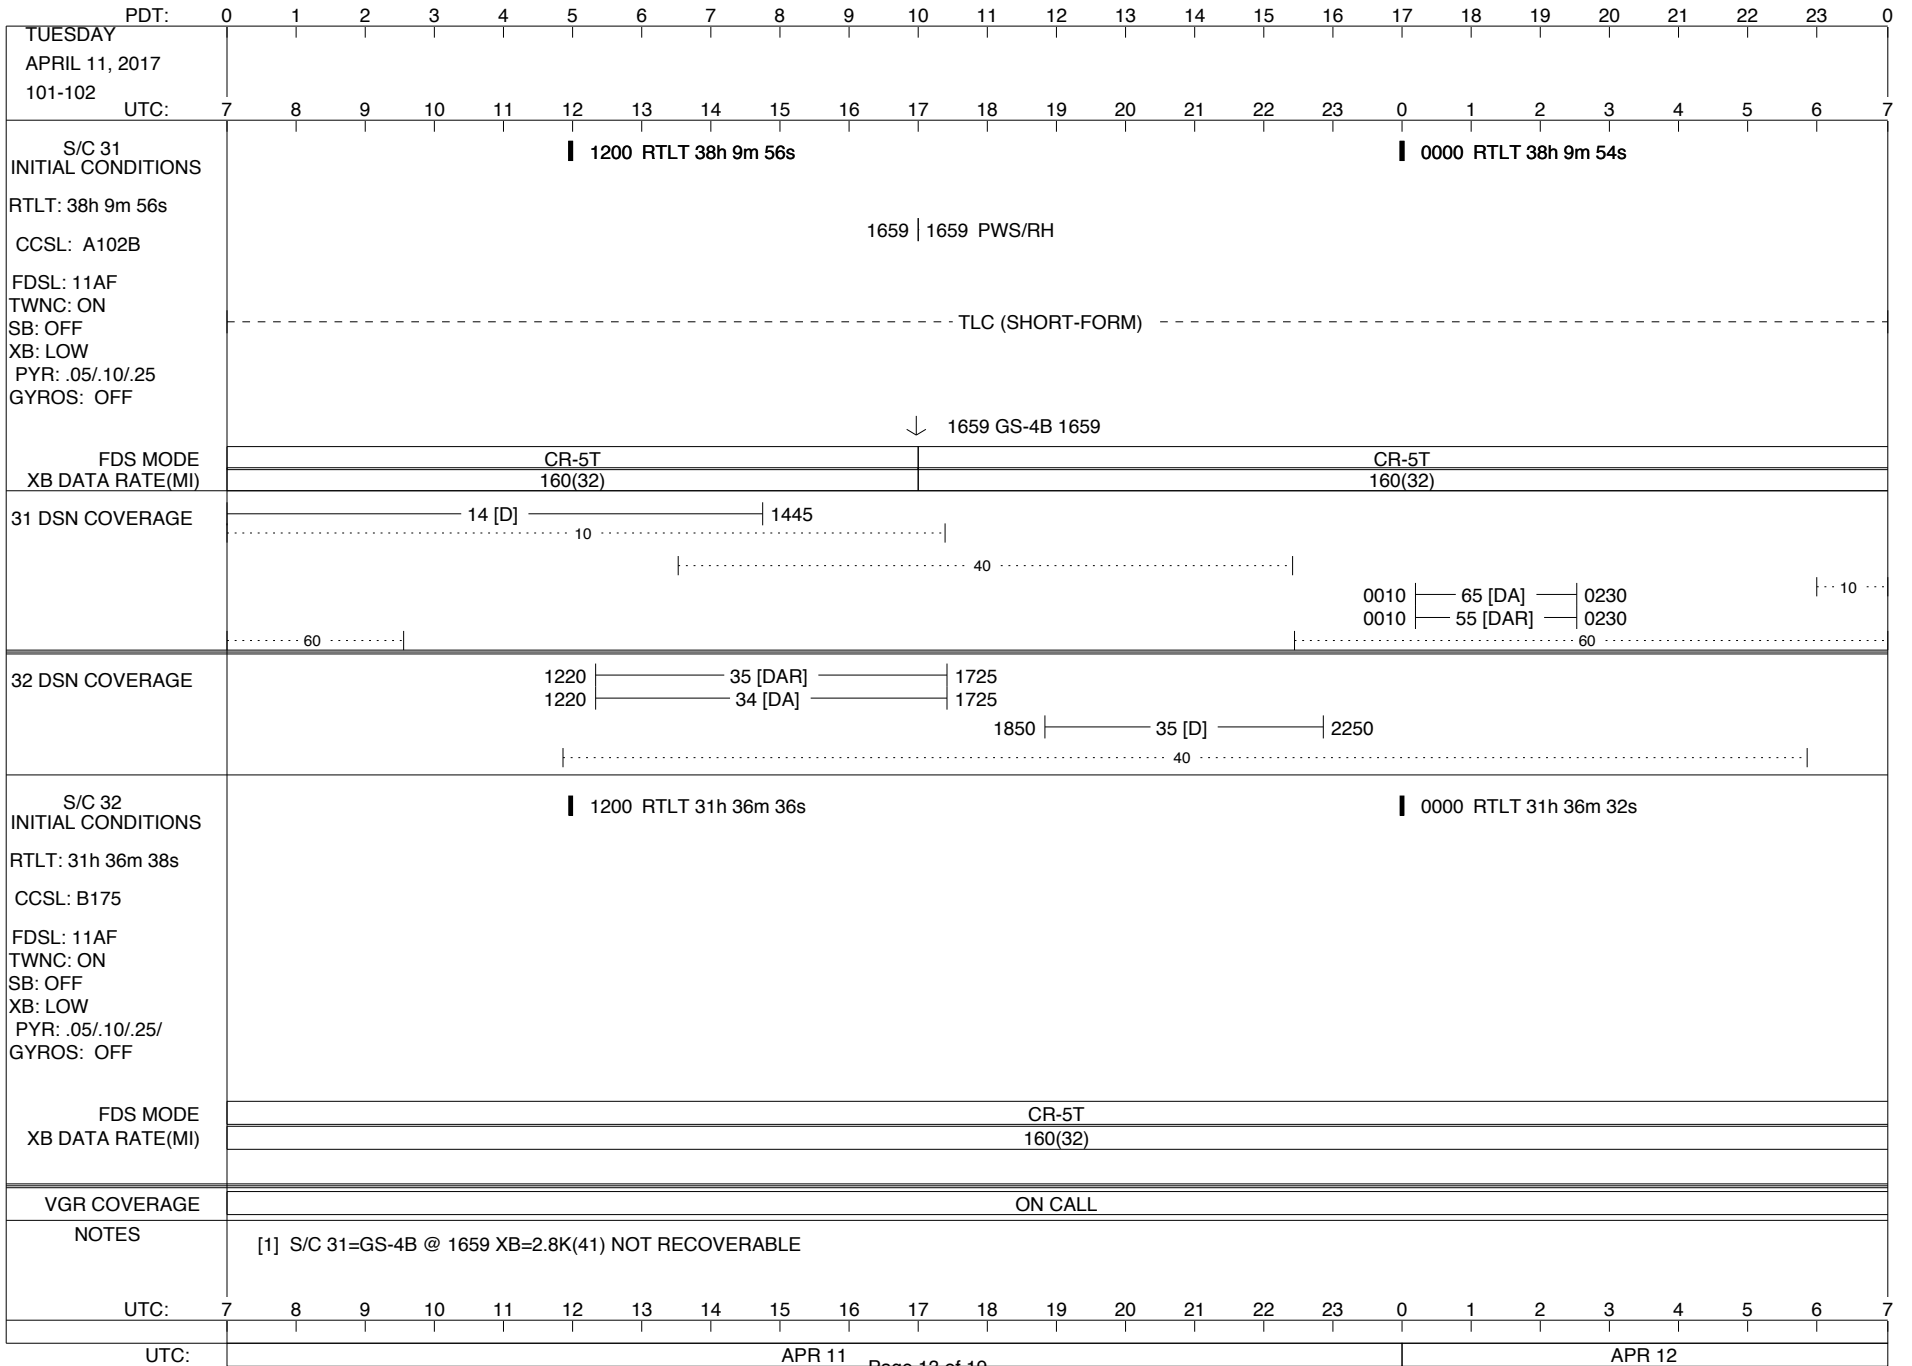 PDT: 0 1 2 3 4 5 6 7 8 9 10 11 12 13 14 15 16 17 18 19 20 21 22 23 0
TUESDAY
APRIL 11, 2017
101-102
UTC: 7 8 9 10 11 12 13 14 15 16 17 18 19 20 21 22 23 0 1 2 3 4 5 6 7
S/C 31
INITIAL CONDITIONS
1200 RTLT 38h 9m 56s
0000 RTLT 38h 9m 54s
RTLT: 38h 9m 56s
1659 1659 PWS/RH
CCSL: A102B
FDSL: 11AF
TWNC: ON
SB: OFF
TLC (SHORT-FORM)
XB: LOW
PYR: .05/.10/.25
GYROS: OFF
1659 GS-4B 1659
FDS MODE CR-5T CR-5T
XB DATA RATE(MI) 160(32) 160(32)
31 DSN COVERAGE 14 [D] 1445
10
40
10
0010 65 [DA] 0230
0010 55 [DAR] 0230
60 60
32 DSN COVERAGE 1220 35 [DAR] 1725
1220 34 [DA] 1725
1850 35 [D] 2250
40
S/C 32
INITIAL CONDITIONS
1200 RTLT 31h 36m 36s
0000 RTLT 31h 36m 32s
RTLT: 31h 36m 38s
CCSL: B175
FDSL: 11AF
TWNC: ON
SB: OFF
XB: LOW
PYR: .05/.10/.25/
GYROS: OFF
FDS MODE CR-5T
XB DATA RATE(MI) 160(32)
VGR COVERAGE ON CALL
NOTES
[1] S/C 31=GS-4B @ 1659 XB=2.8K(41) NOT RECOVERABLE
UTC: 7 8 9 10 11 12 13 14 15 16 17 18 19 20 21 22 23 0 1 2 3 4 5 6 7
UTC: APR 11 APR 12
Page 12 of 19